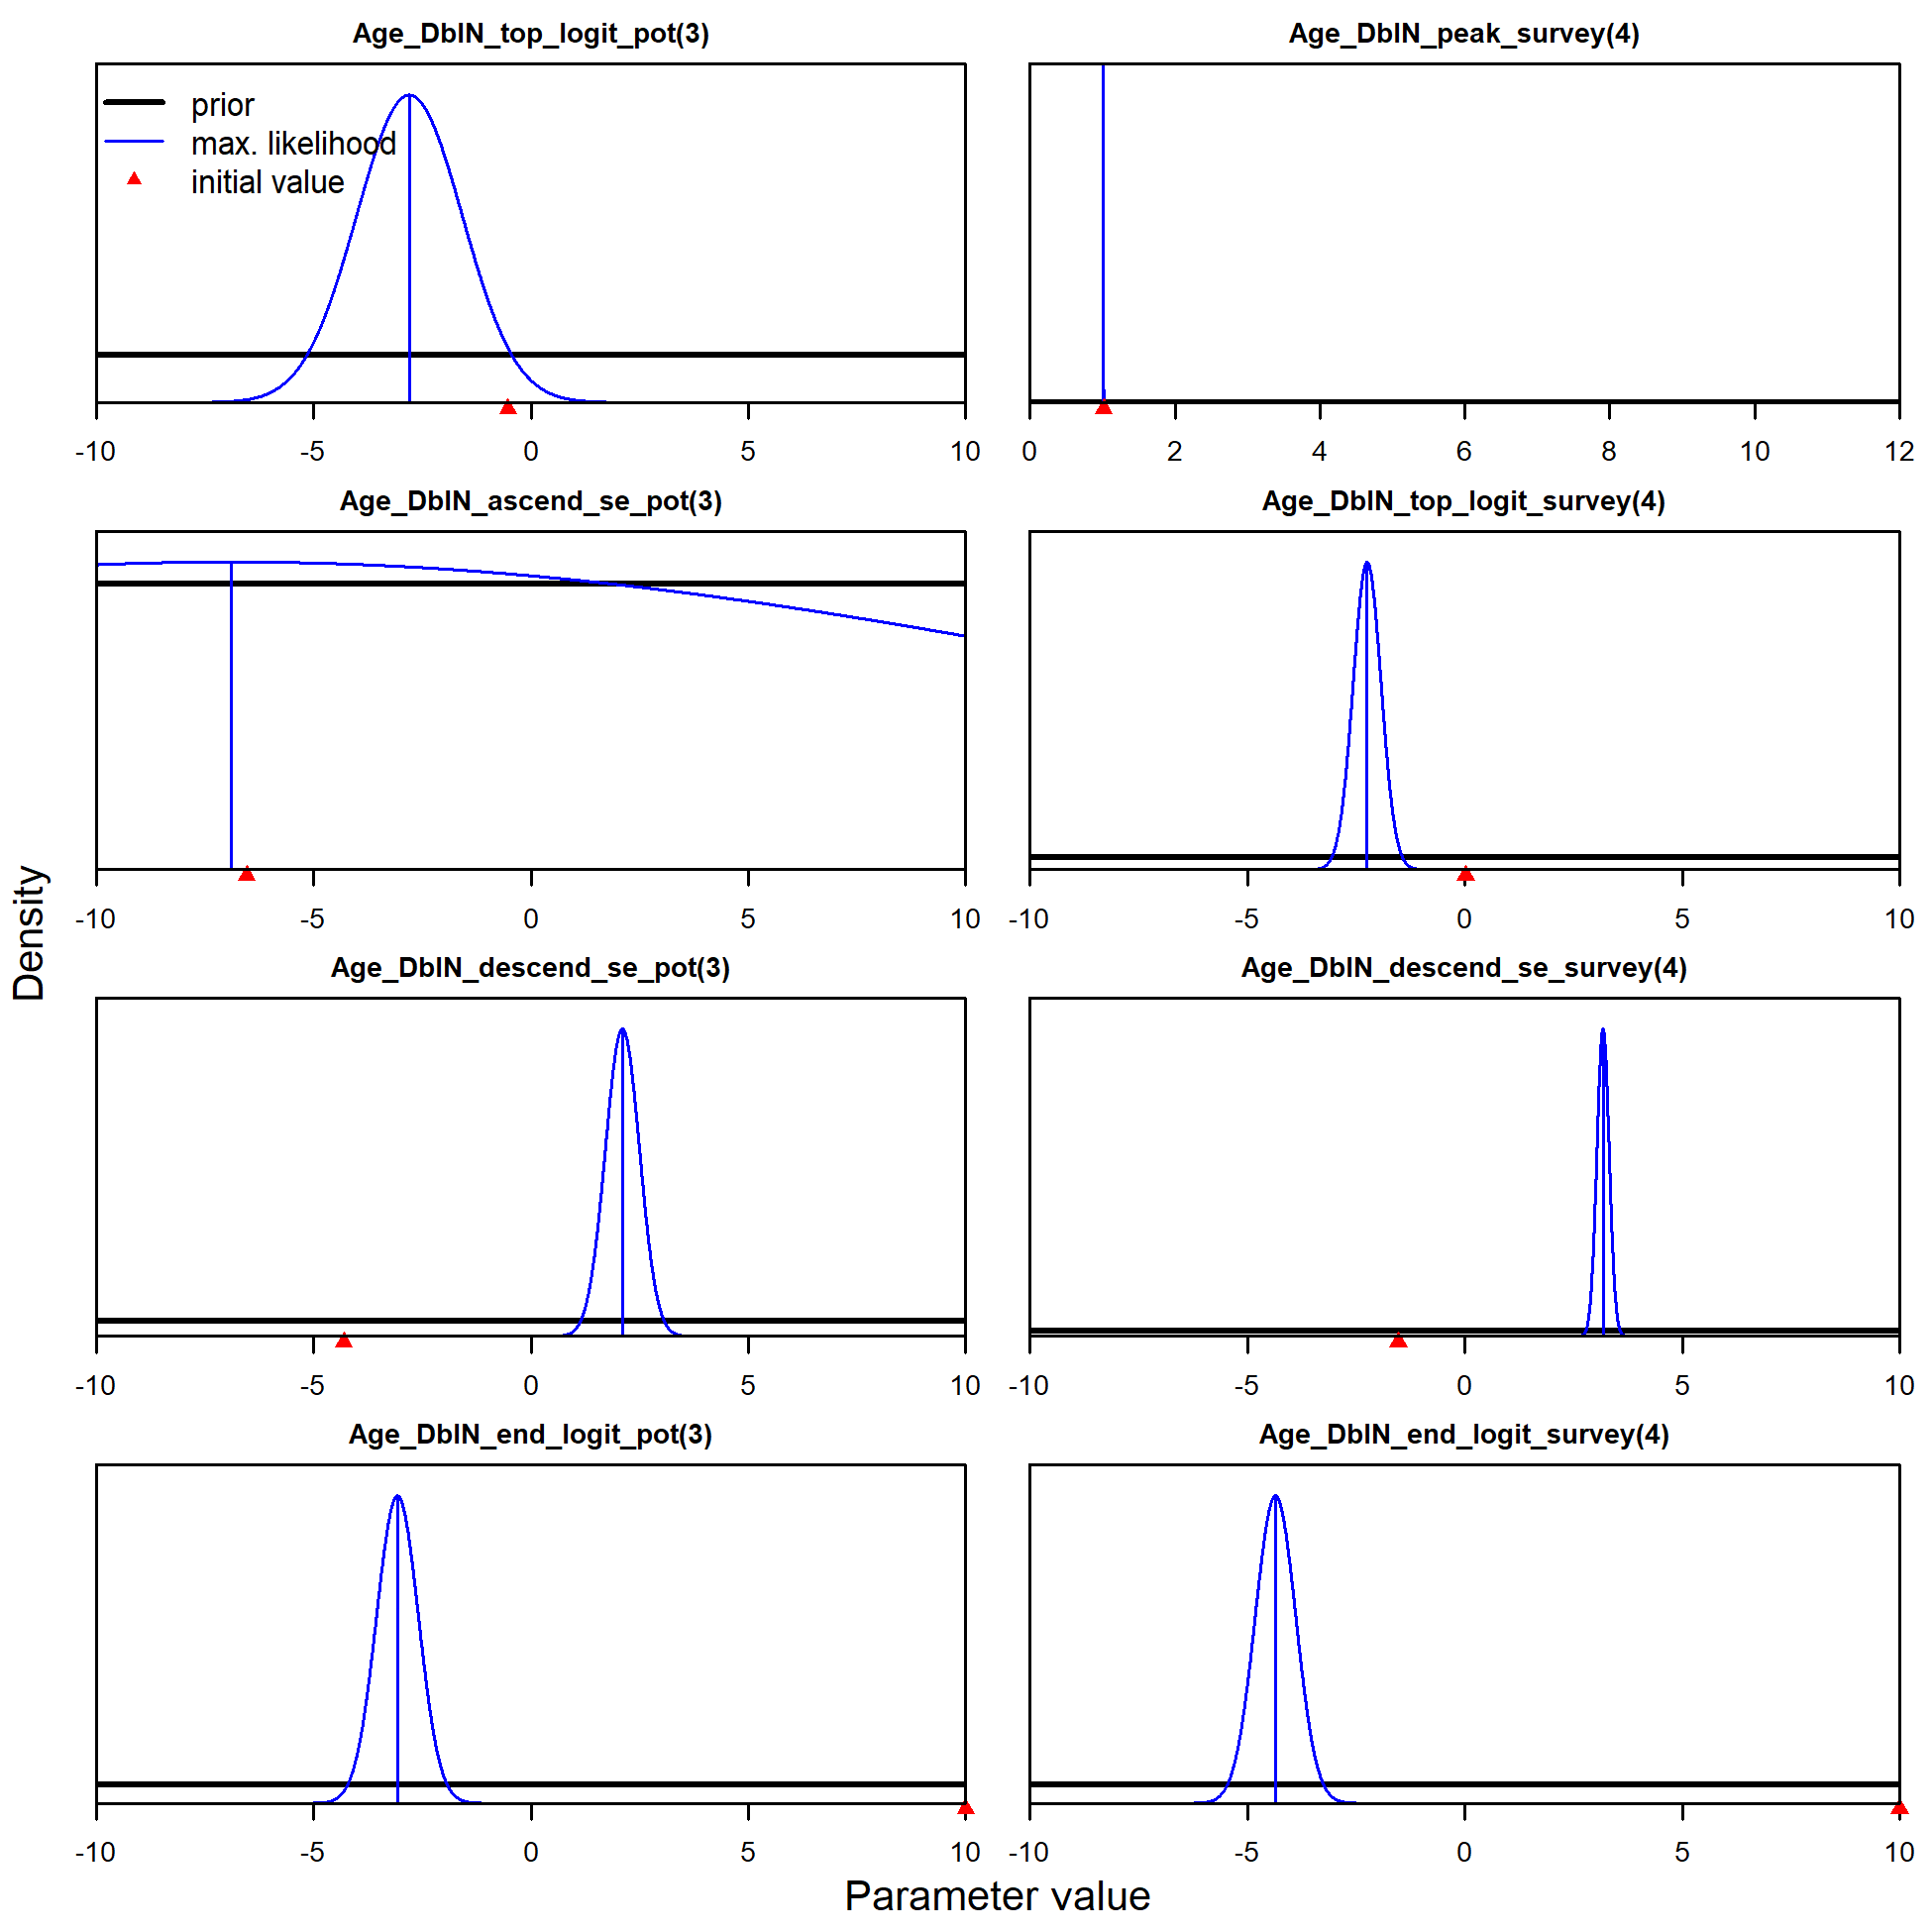 Age_DblN_top_logit_pot(3)
prior
max. likelihood
initial value
-10 -5 0 5 10
Age_DblN_peak_survey(4)
0 2 4 6 8 10 12
Age_DblN_ascend_se_pot(3)
-10 -5 0 5 10
Age_DblN_top_logit_survey(4)
-10 -5 0 5 10
Age_DblN_descend_se_pot(3)
-10 -5 0 5 10
Age_DblN_descend_se_survey(4)
-10 -5 0 5 10
Age_DblN_end_logit_pot(3)
-10 -5 0 5 10
Age_DblN_end_logit_survey(4)
-10 -5 0 5 10
Density
Parameter value